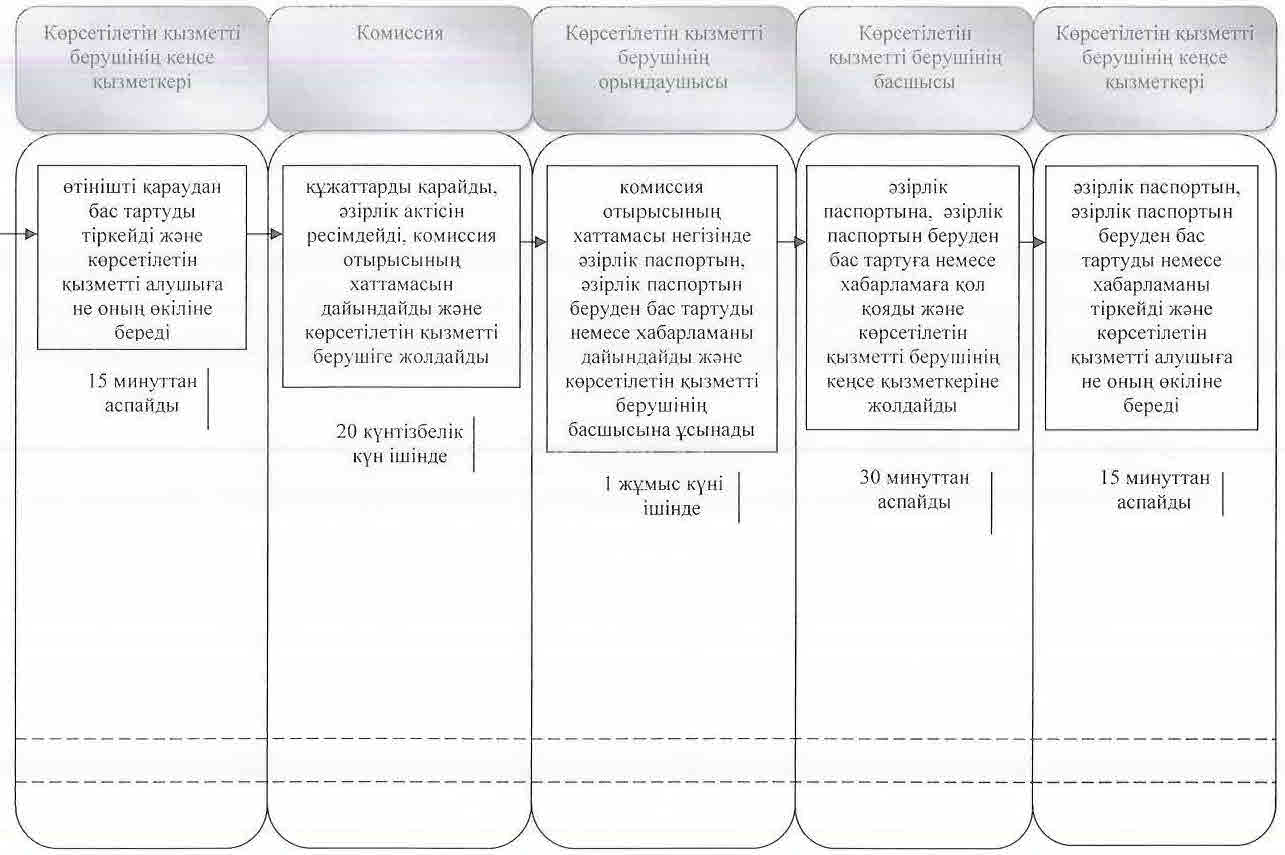 Көрсетілетін қызметті
берушінің кеңсе
қызметкері
Комиссия
Көрсетілетін қызметті
берушінің
орындаушысы
Көрсетілетін
қызметті берушінің
басшысы
Көрсетілетін қызметті
берушінің кеңсе
қызметкері
өтінішті қараудан
бас тартуды
тіркейді және
көрсетілетін
қызметті алушыға
не оның өкіліне
береді
15 минуттан
аспайды
құжаттарды қарайды,
әзірлік актісін
ресімдейді, комиссия
отырысының
хаттамасын
дайындайды және
көрсетілетін қызметті
берушіге жолдайды
20 күнтізбелік
күн ішінде
комиссия
отырысының
хаттамасы негізінде
әзірлік паспортын,
әзірлік паспортын
беруден бас тартуды
немесе хабарламаны
дайындайды және
көрсетілетін қызметті
берушінің
басшысына ұсынады
1 жұмыс күні
ішінде
әзірлік
паспортына, әзірлік
паспортын беруден
бас тартуға немесе
хабарламаға қол
қояды және
көрсетілетін
қызметті берушінің
кеңсе қызметкеріне
жолдайды
30 минуттан
аспайды
әзірлік паспортын,
әзірлік паспортын
беруден бас
тартуды немесе
хабарламаны
тіркейді және
көрсетілетін
қызметті алушыға
не оның өкіліне
береді
15 минуттан
аспайды